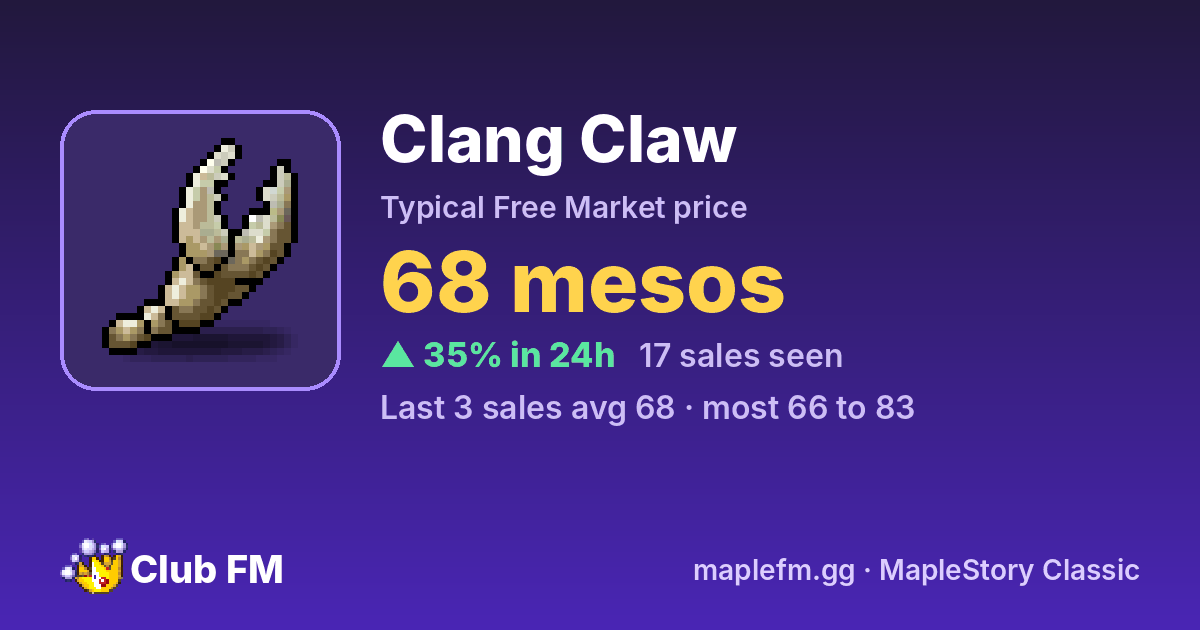 Clang Claw
Typical Free Market price
68 mesos
▲ 35% in 24h 17 sales seen
Last 3 sales avg 68 · most 66 to 83
Club FM
maplefm.gg · MapleStory Classic